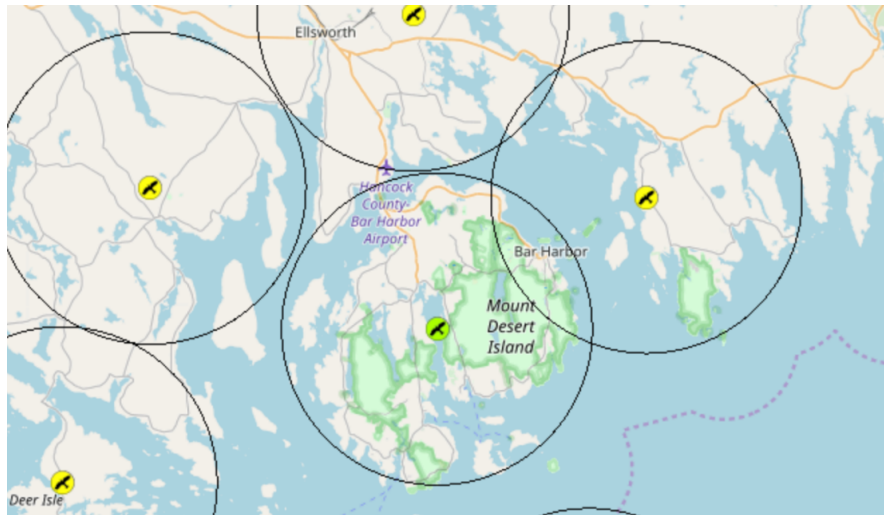 Ellsworth
Hancock
County-
Bar Harbor
Airport
Bar Harbor
Mount
Desert
Island
Deer Isle